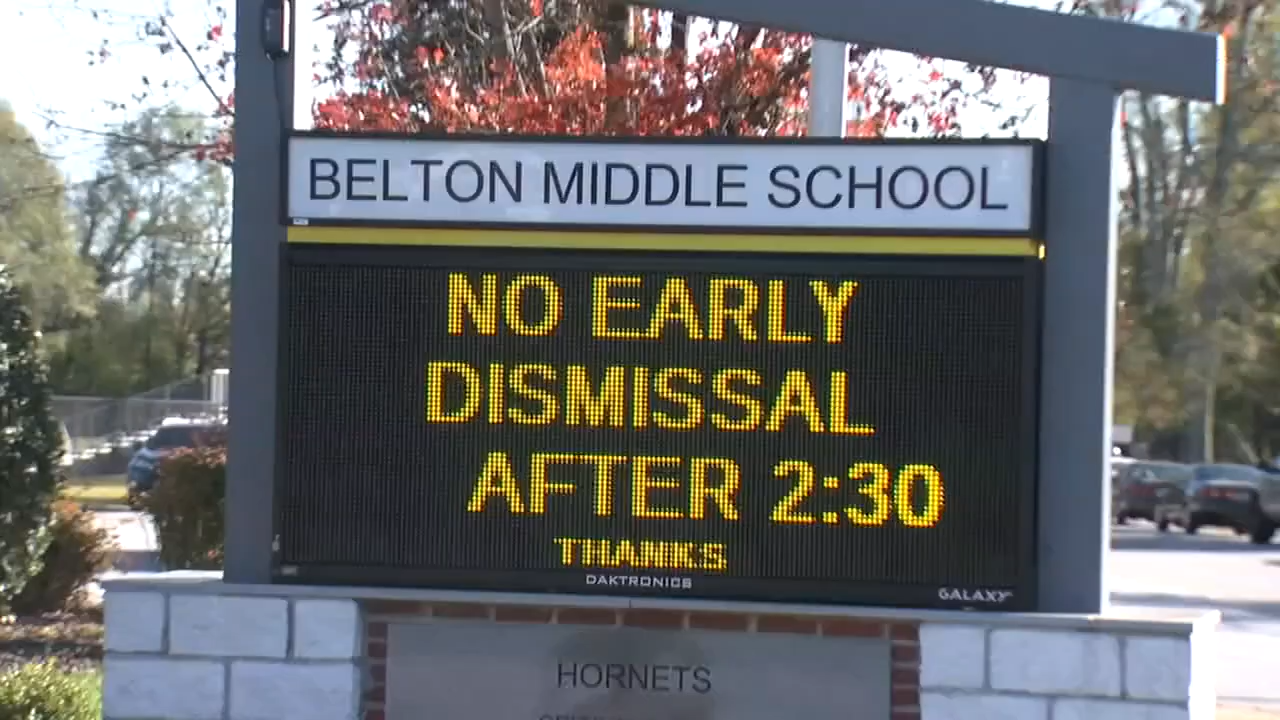 BELTON MIDDLE SCHOOL
NO EARLY
DISMISSAL
AFTER 2:30
THANKS
DAKTRONICS
GALAXY
HORNETS